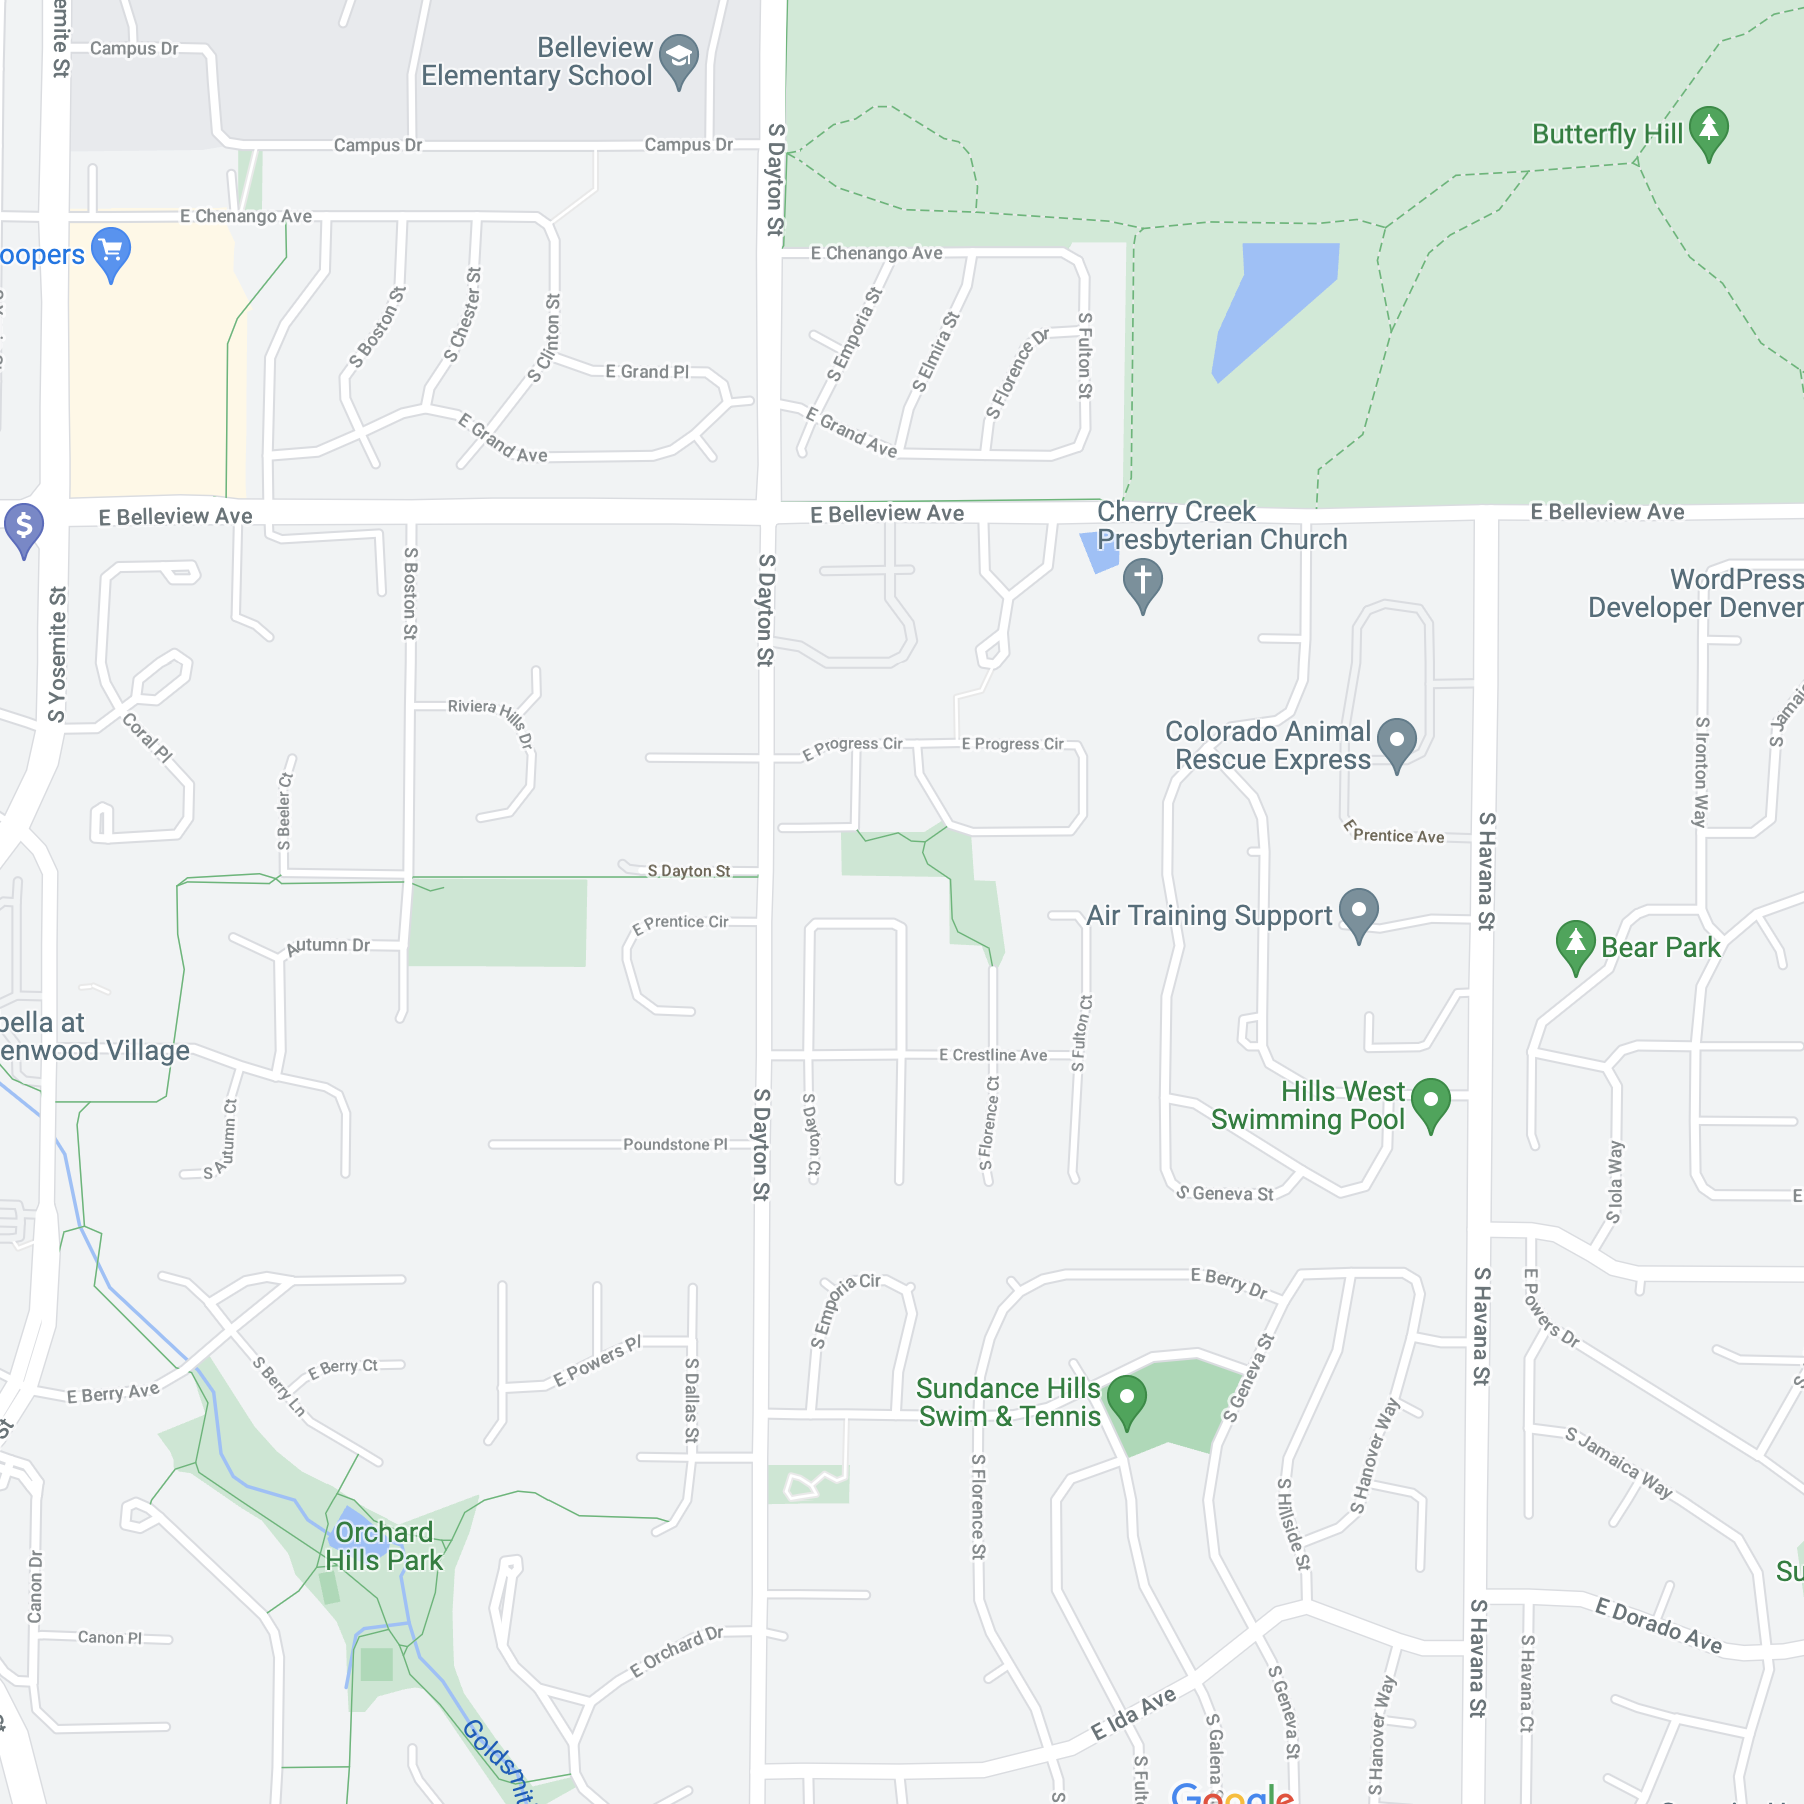 emite St
Campus Dr
Belleview
Elementary School
Campus Dr
Campus Dr
S Dayton St
Butterfly Hill
E Chenango Ave
oopers
E Chenango Ave
S Boston St
S Chester St
S Clinton St
E Grand Pl
E Grand Ave
S Emporia St
S Elmira St
S Florence Dr
S Fulton St
E Grand Ave
$
E Belleview Ave
E Belleview Ave
Cherry Creek
Presbyterian Church
E Belleview Ave
S Yosemite St
S Boston St
S Dayton St
WordPress
Developer Denver
Coral Pl
Riviera Hills Dr
E Progress Cir
E Progress Cir
Colorado Animal
Rescue Express
S Ironton Way
S Jamaic
S Beeler Ct
E Prentice Ave
S Havana St
S Dayton St
E Prentice Cir
Autumn Dr
Air Training Support
Bear Park
bella at
enwood Village
E Crestline Ave
S Fulton Ct
S Autumn Ct
S Dayton St
S Dayton Ct
S Florence Ct
Poundstone Pl
Hills West
Swimming Pool
S Geneva St
S Iola Way
E
S Emporia Cir
E Berry Dr
S Havana St
E Powers Dr
S Berry Ln
E Berry Ct
E Berry Ave
E Powers Pl
S Dallas St
Sundance Hills
Swim & Tennis
S Geneva St
S Hanover Way
S
St
S Florence St
S Hillside St
S Jamaica Way
Orchard
Hills Park
Canon Dr
Su
Canon Pl
E Orchard Dr
S Havana St
E Dorado Ave
S Havana Ct
E Ida Ave
S Geneva St
S Hanover Way
Goldsmit
S Galena S
S Fult
S
Google